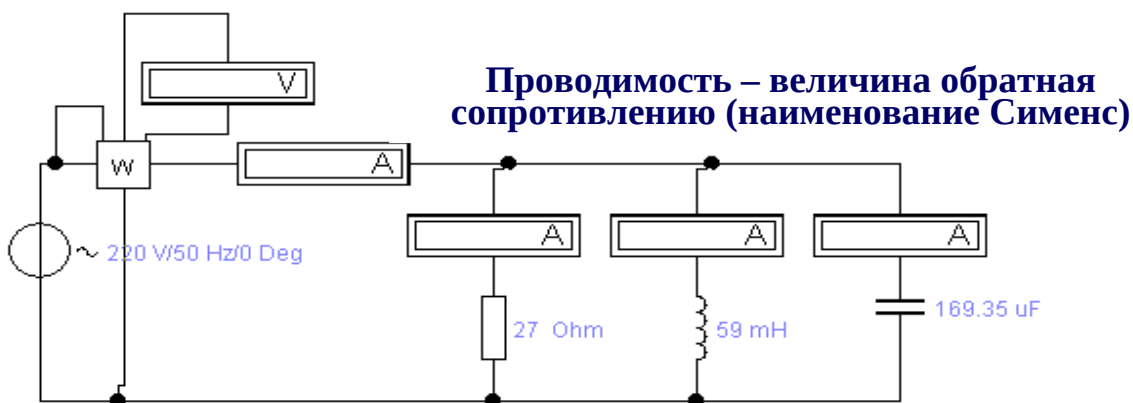 V
Проводимость – величина обратная
сопротивлению (наименование Сименс)
W
A
A
A
A
~ 220 V/50 Hz/0 Deg
27 Ohm
59 mH
169.35 uF